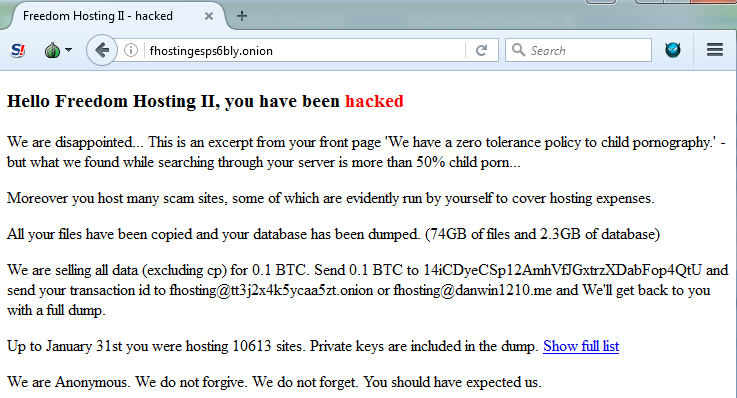 Freedom Hosting II - hacked
fhostingesps6bly.onion
Search
Hello Freedom Hosting II, you have been hacked
We are disappointed... This is an excerpt from your front page 'We have a zero tolerance policy to child pornography.' -
but what we found while searching through your server is more than 50% child porn...
Moreover you host many scam sites, some of which are evidently run by yourself to cover hosting expenses.
All your files have been copied and your database has been dumped. (74GB of files and 2.3GB of database)
We are selling all data (excluding cp) for 0.1 BTC. Send 0.1 BTC to 14iCDyeCSp12AmhVfJGxtrzXDabFop4QtU and
send your transaction id to fhosting@tt3j2x4k5ycaa5zt.onion or fhosting@danwin1210.me and We'll get back to you
with a full dump.
Up to January 31st you were hosting 10613 sites. Private keys are included in the dump. Show full list
We are Anonymous. We do not forgive. We do not forget. You should have expected us.